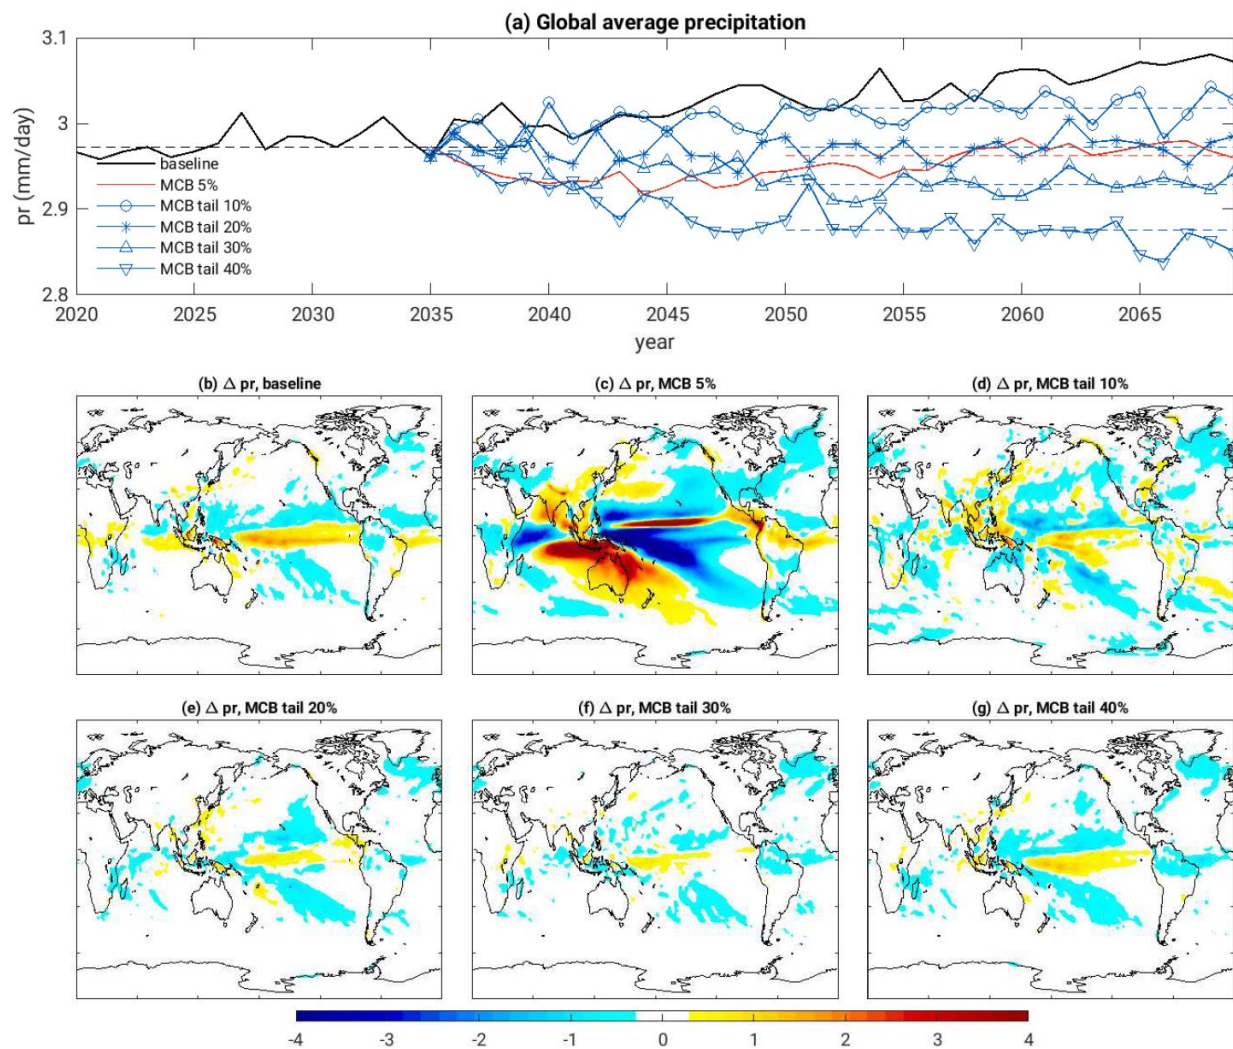 (a) Global average precipitation
3.1
3
2.9
2.8
pr (mm/day)
baseline
MCB 5%
MCB tail 10%
MCB tail 20%
MCB tail 30%
MCB tail 40%
2020 2025 2030 2035 2040 2045 2050 2055 2060 2065
year
(b) Δ pr, baseline
(c) Δ pr, MCB 5%
(d) Δ pr, MCB tail 10%
(e) Δ pr, MCB tail 20%
(f) Δ pr, MCB tail 30%
(g) Δ pr, MCB tail 40%
-4 -3 -2 -1 0 1 2 3 4